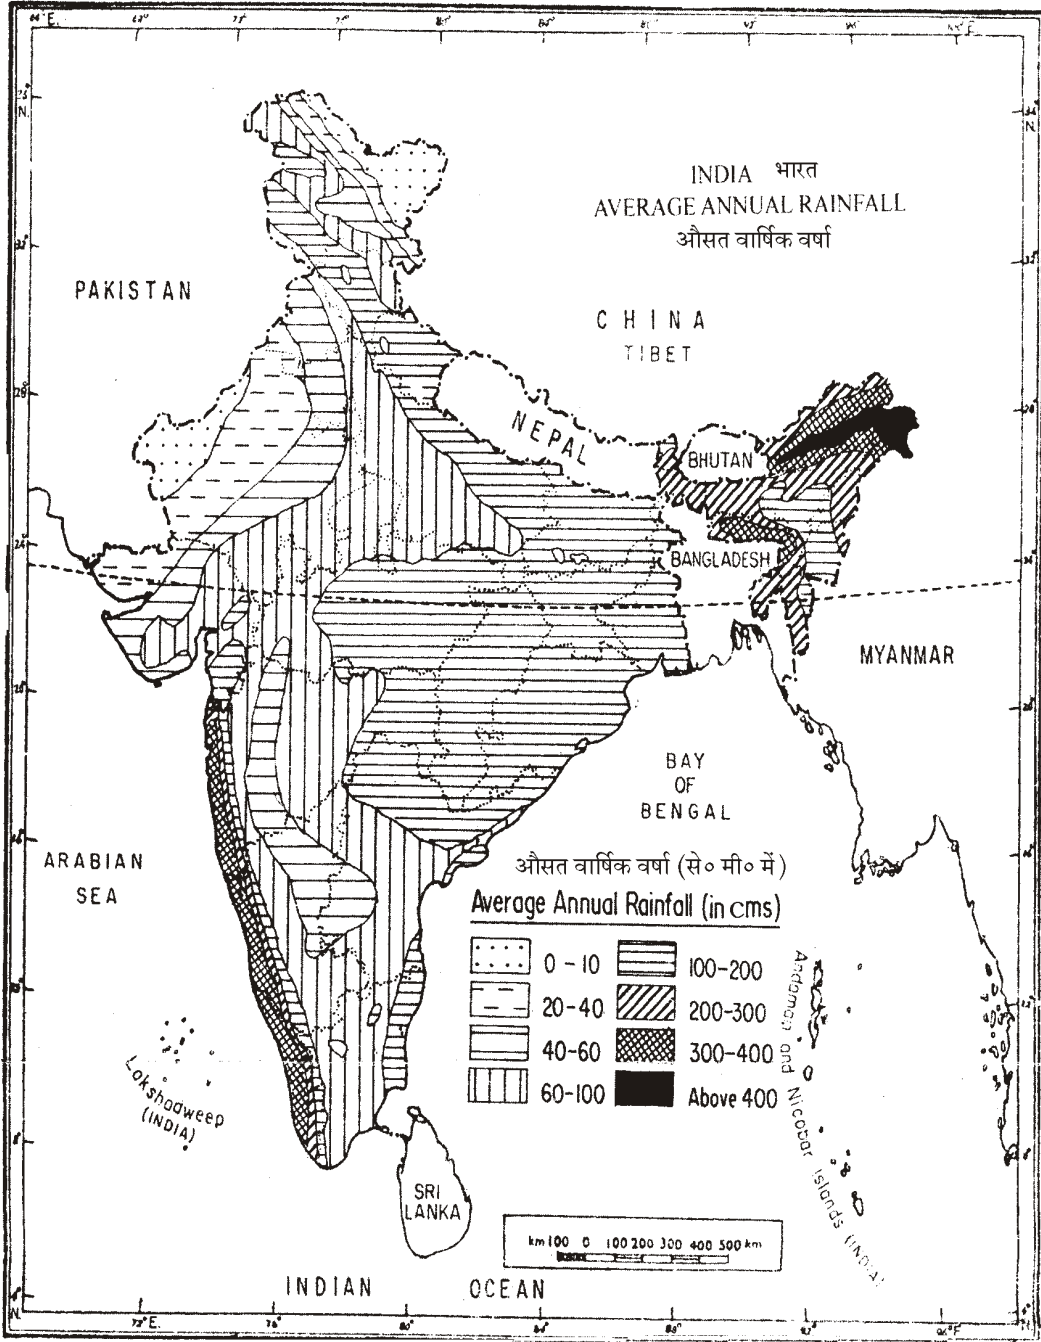 INDIA भारत
AVERAGE ANNUAL RAINFALL
औसत वार्षिक वर्षा
PAKISTAN
CHINA
TIBET
NEPAL
BHUTAN
BANGLADESH
MYANMAR
BAY
OF
BENGAL
ARABIAN
SEA
औसत वार्षिक वर्षा (से० मी० में)
Average Annual Rainfall (in cms)
0 - 10
100-200
20-40
200-300
40-60
300-400
60-100
Above 400
Andaman and Nicobar Islands (INDIA)
Lakshadweep
(INDIA)
SRI
LANKA
km 100 0 100 200 300 400 500 km
INDIAN OCEAN